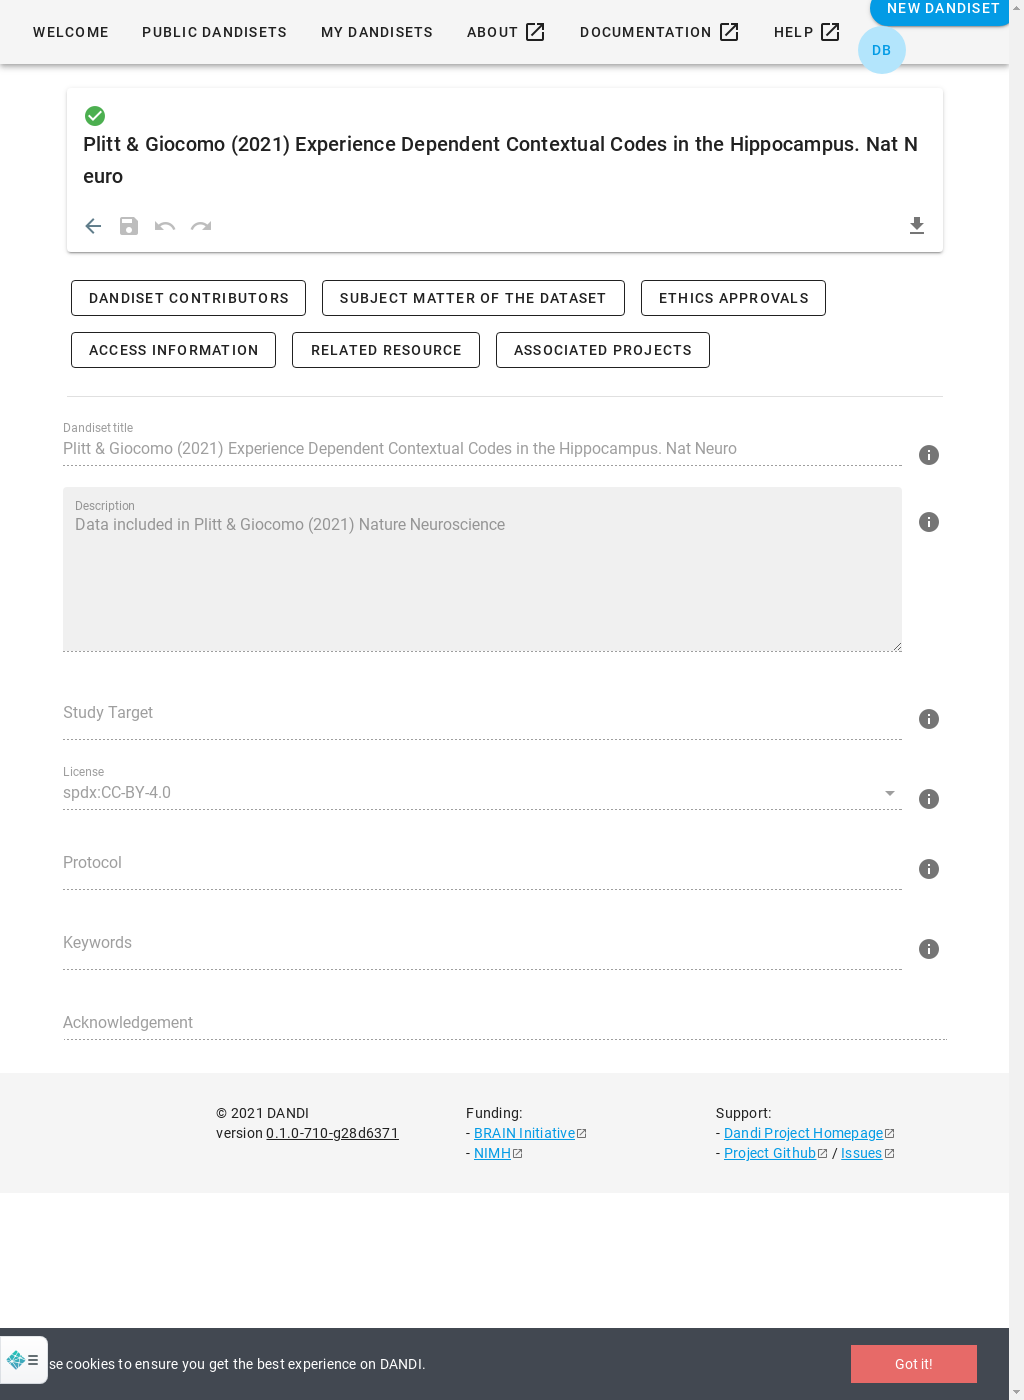 NEW DANDISET
WELCOME PUBLIC DANDISETS MY DANDISETS ABOUT DOCUMENTATION HELP
DB
Plitt & Giocomo (2021) Experience Dependent Contextual Codes in the Hippocampus. Nat N
euro
DANDISET CONTRIBUTORS SUBJECT MATTER OF THE DATASET ETHICS APPROVALS
ACCESS INFORMATION RELATED RESOURCE ASSOCIATED PROJECTS
Dandiset title
Plitt & Giocomo (2021) Experience Dependent Contextual Codes in the Hippocampus. Nat Neuro
Description
Data included in Plitt & Giocomo (2021) Nature Neuroscience
Study Target
License
spdx:CC-BY-4.0
Protocol
Keywords
Acknowledgement
© 2021 DANDI Funding: Support:
version 0.1.0-710-g28d6371 - BRAIN Initiative - Dandi Project Homepage
- NIMH - Project Github / Issues
se cookies to ensure you get the best experience on DANDI. Got it!